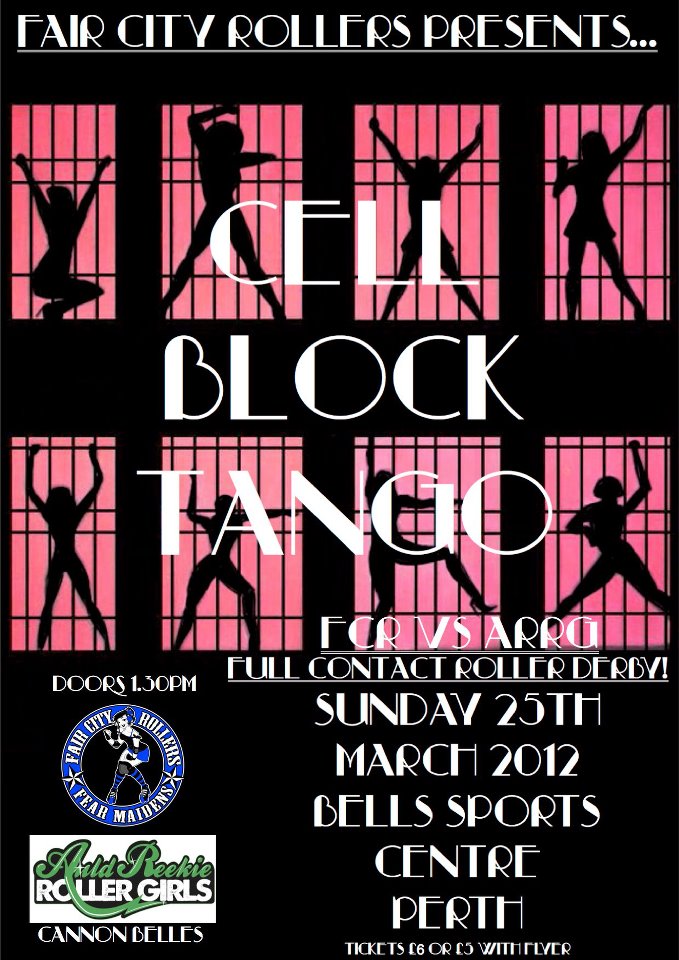 FAIR CITY ROLLERS PRESENTS...
CELL
BLOCK
TANGO
FCR VS ARRG
FULL CONTACT ROLLER DERBY!
DOORS 1.30PM
SUNDAY 25TH
MARCH 2012
BELLS SPORTS
CENTRE
PERTH
TICKETS £6 OR £5 WITH FLYER
FAIR CITY ROLLERS
FEAR MAIDENS
Auld Reekie
ROLLER GIRLS
CANNON BELLES